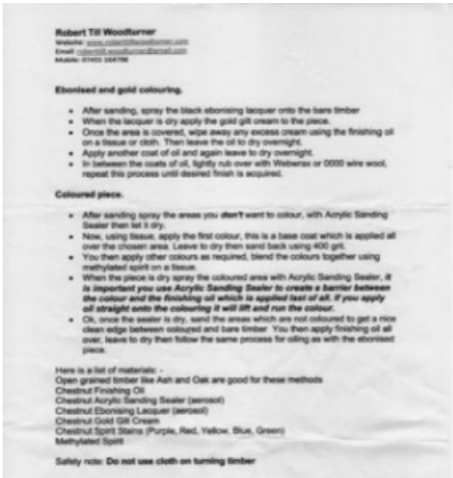 Robert Till Woodturner
Website: www.roberttillwoodturner.com
Email: roberttill.woodturner@gmail.com
Mobile:
Ebonised and gold colouring.
• After sanding, spray the black ebonising lacquer onto the bare timber
• When the lacquer is dry apply the gold gilt cream to the piece.
• Once the area is covered, wipe away any excess cream using the finishing oil
on a tissue or cloth. Then leave the oil to dry overnight.
• Apply another coat of oil and again leave to dry overnight.
• In between the coats of oil, lightly rub over with Webwrax or 0000 wire wool,
repeat this process until desired finish is acquired.
Coloured piece.
• After sanding spray the areas you don't want to colour, with Acrylic Sanding
Sealer then let it dry.
• Now, using tissue, apply the first colour, this is a base coat which is applied all
over the chosen area. Leave to dry then sand back using 400 grit.
• You then apply other colours as required, blend the colours together using
methylated spirit on a tissue.
• When the piece is dry spray the coloured area with Acrylic Sanding Sealer, it
is important you use Acrylic Sanding Sealer to create a barrier between
the colour and the finishing oil which is applied last of all. If you apply
oil straight onto the colouring it will lift and run the colour.
• Ok, once the sealer is dry, sand the areas which are not coloured to get a nice
clean edge between coloured and bare timber. You then apply finishing oil all
over, leave to dry then follow the same process for oiling as with the ebonised
piece.
Here is a list of materials: -
Open grained timber like Ash and Oak are good for these methods
Chestnut Finishing Oil
Chestnut Acrylic Sanding Sealer (aerosol)
Chestnut Ebonising Lacquer (aerosol)
Chestnut Gold Gilt Cream
Chestnut Spirit Stains (Purple, Red, Yellow, Blue, Green)
Methylated Spirit
Safety note: Do not use cloth on turning timber